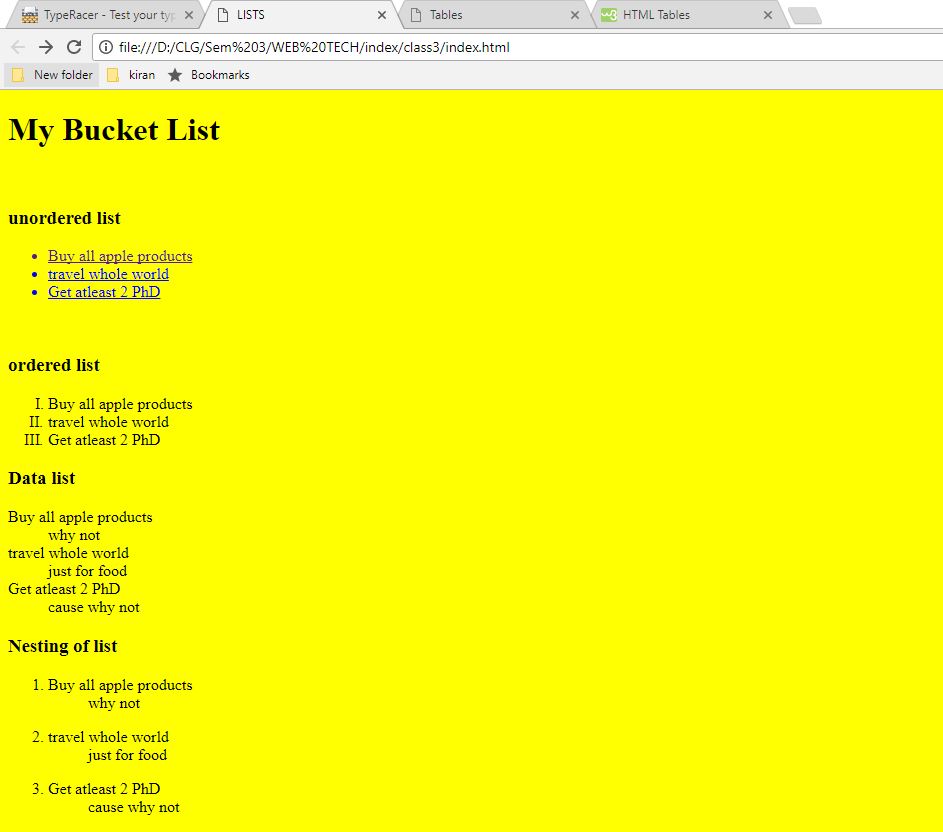 TypeRacer - Test your typ
LISTS
Tables
HTML Tables
file:///D:/CLG/Sem%203/WEB%20TECH/index/class3/index.html
New folder
kiran
Bookmarks
My Bucket List
unordered list
• Buy all apple products
• travel whole world
• Get atleast 2 PhD
ordered list
I. Buy all apple products
II. travel whole world
III. Get atleast 2 PhD
Data list
Buy all apple products
why not
travel whole world
just for food
Get atleast 2 PhD
cause why not
Nesting of list
1. Buy all apple products
why not
2. travel whole world
just for food
3. Get atleast 2 PhD
cause why not